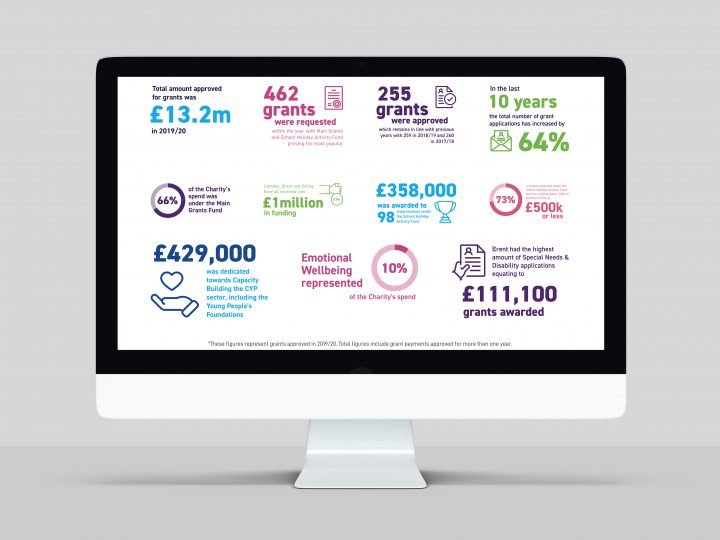 Total amount approved
for grants was
£13.2m
in 2019/20
462
grants
were requested
within the year with Main Grants
and School Holiday Activity Fund
proving the most popular
255
grants
were approved
which remains in line with previous
years with 259 in 2018/19 and 260
in 2017/18
In the last
10 years
the total number of grant
applications has increased by
64%
66%
of the Charity's
spend was
under the Main
Grants Fund
Camden, Brent and Ealing
have all received over
£1million
in funding
£358,000
was awarded to
98
organisations under
the School Holiday
Activity Fund
73%
£500k
or less
£429,000
was dedicated
towards Capacity
Building the CYP
sector, including the
Young People's
Foundations
Emotional
Wellbeing
represented
10%
of the Charity's spend
Brent had the highest
amount of Special Needs &
Disability applications
equating to
£111,100
grants awarded
*These figures represent grants approved in 2019/20. Total figures include grant payments approved for more than one year.